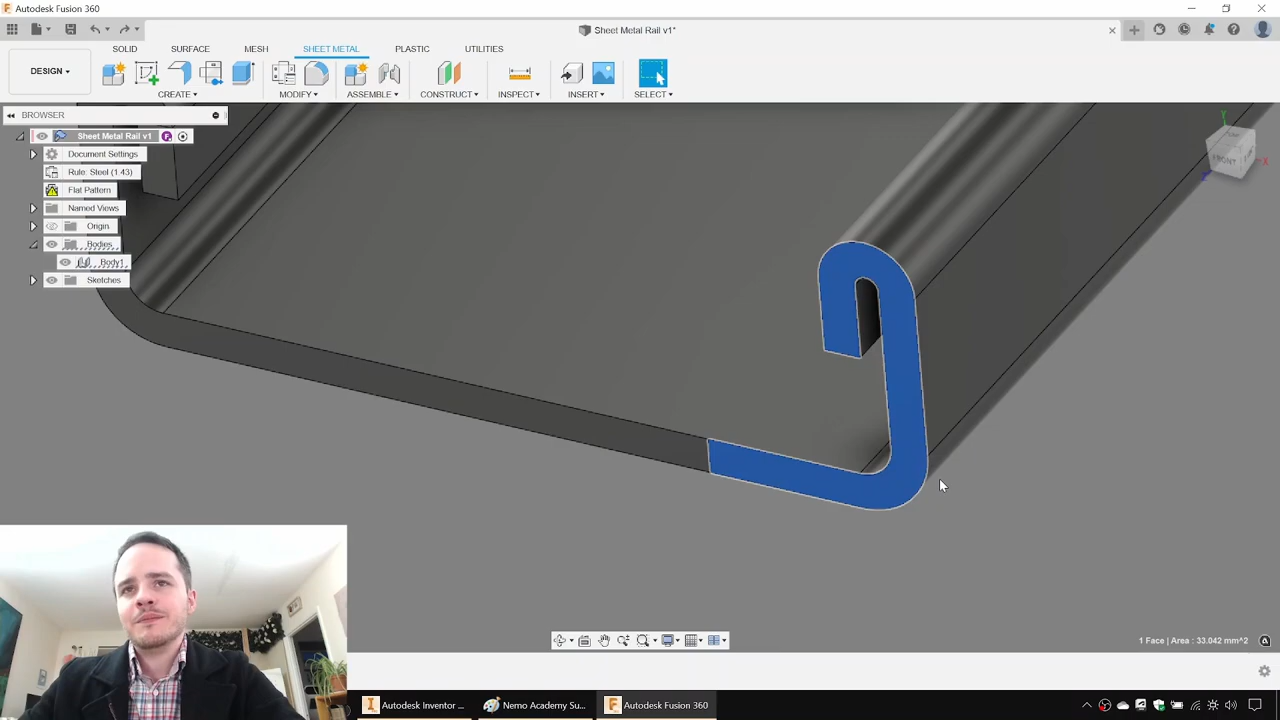 Autodesk Fusion 360
Sheet Metal Rail v1*
DESIGN
SOLID
SURFACE
MESH
SHEET METAL
PLASTIC
UTILITIES
CREATE
MODIFY
ASSEMBLE
CONSTRUCT
INSPECT
INSERT
SELECT
BROWSER
Sheet Metal Rail v1
Document Settings
Rule: Steel (1.43)
Flat Pattern
Named Views
Origin
Bodies
Body1
Sketches
Y
FRONT
X
Z
1 Face | Area : 33.042 mm^2
Autodesk Inventor ...
Nemo Academy Su...
Autodesk Fusion 360